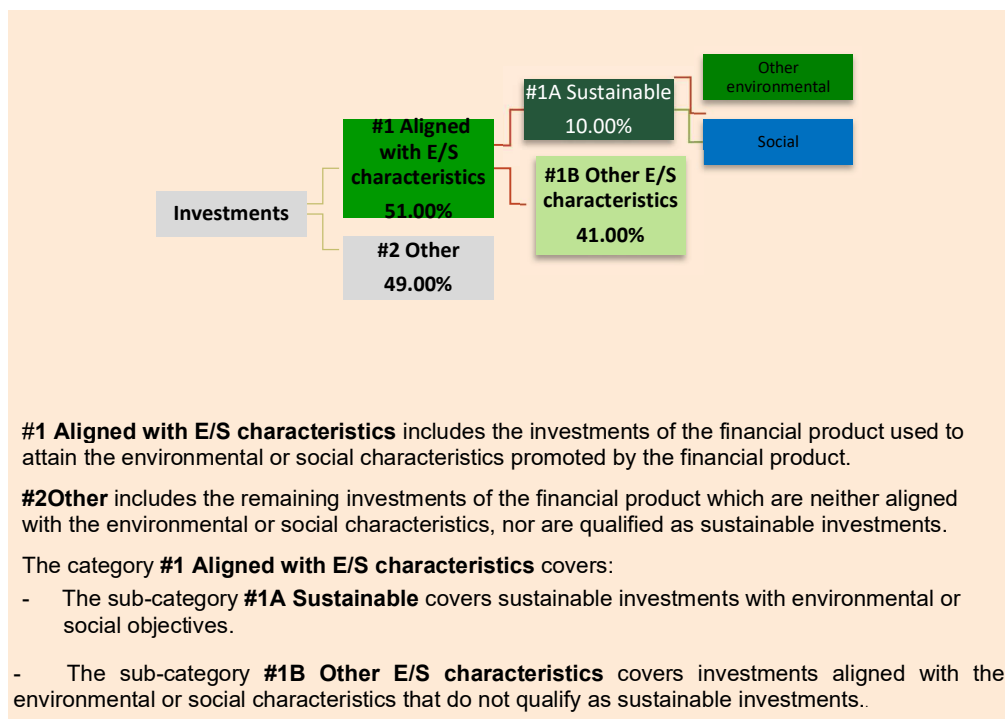 Other
environmental
#1A Sustainable
10.00%
Social
#1 Aligned
with E/S
characteristics
51.00%
#1B Other E/S
characteristics
41.00%
Investments
#2 Other
49.00%
#1 Aligned with E/S characteristics includes the investments of the financial product used to
attain the environmental or social characteristics promoted by the financial product.
#2Other includes the remaining investments of the financial product which are neither aligned
with the environmental or social characteristics, nor are qualified as sustainable investments.
The category #1 Aligned with E/S characteristics covers:
- The sub-category #1A Sustainable covers sustainable investments with environmental or
social objectives.
- The sub-category #1B Other E/S characteristics covers investments aligned with the
environmental or social characteristics that do not qualify as sustainable investments..